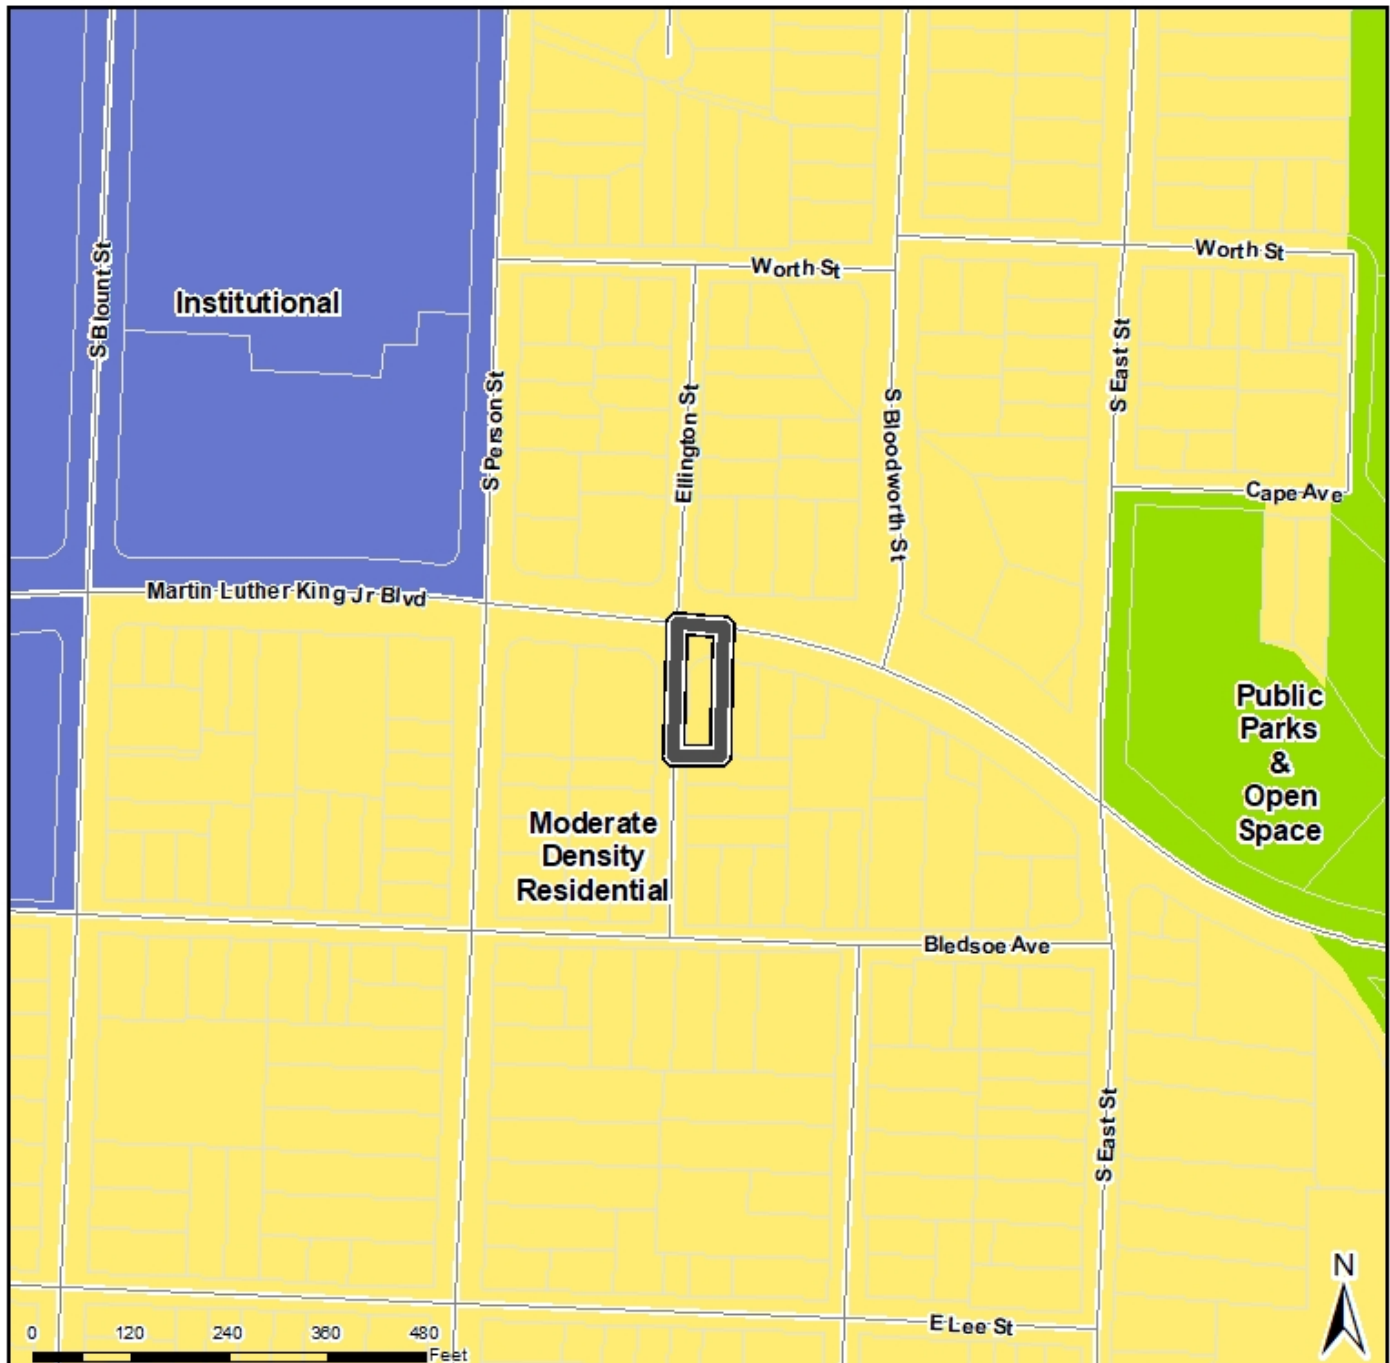 Worth St
Worth St
S Blount St
Institutional
S East St
S Person St
Ellington St
S Bloodworth St
Cape Ave
Martin Luther King Jr Blvd
Public
Parks
&
Open
Space
Moderate
Density
Residential
Bledsoe Ave
S East St
N
E Lee St
0 120 240 360 480
Feet